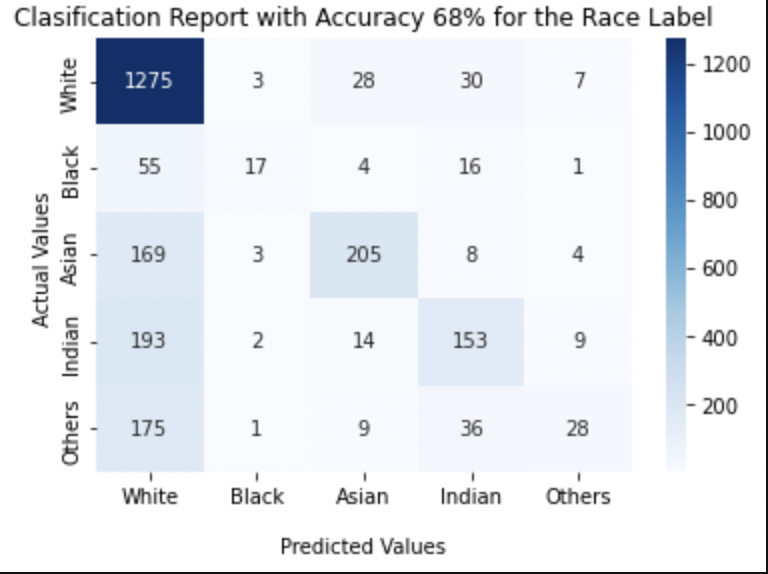 Clasification Report with Accuracy 68% for the Race Label
White 1275 3 28 30 7
Black 55 17 4 16 1
Asian 169 3 205 8 4
Indian 193 2 14 153 9
Others 175 1 9 36 28
White Black Asian Indian Others
Actual Values
Predicted Values
1200
1000
800
600
400
200